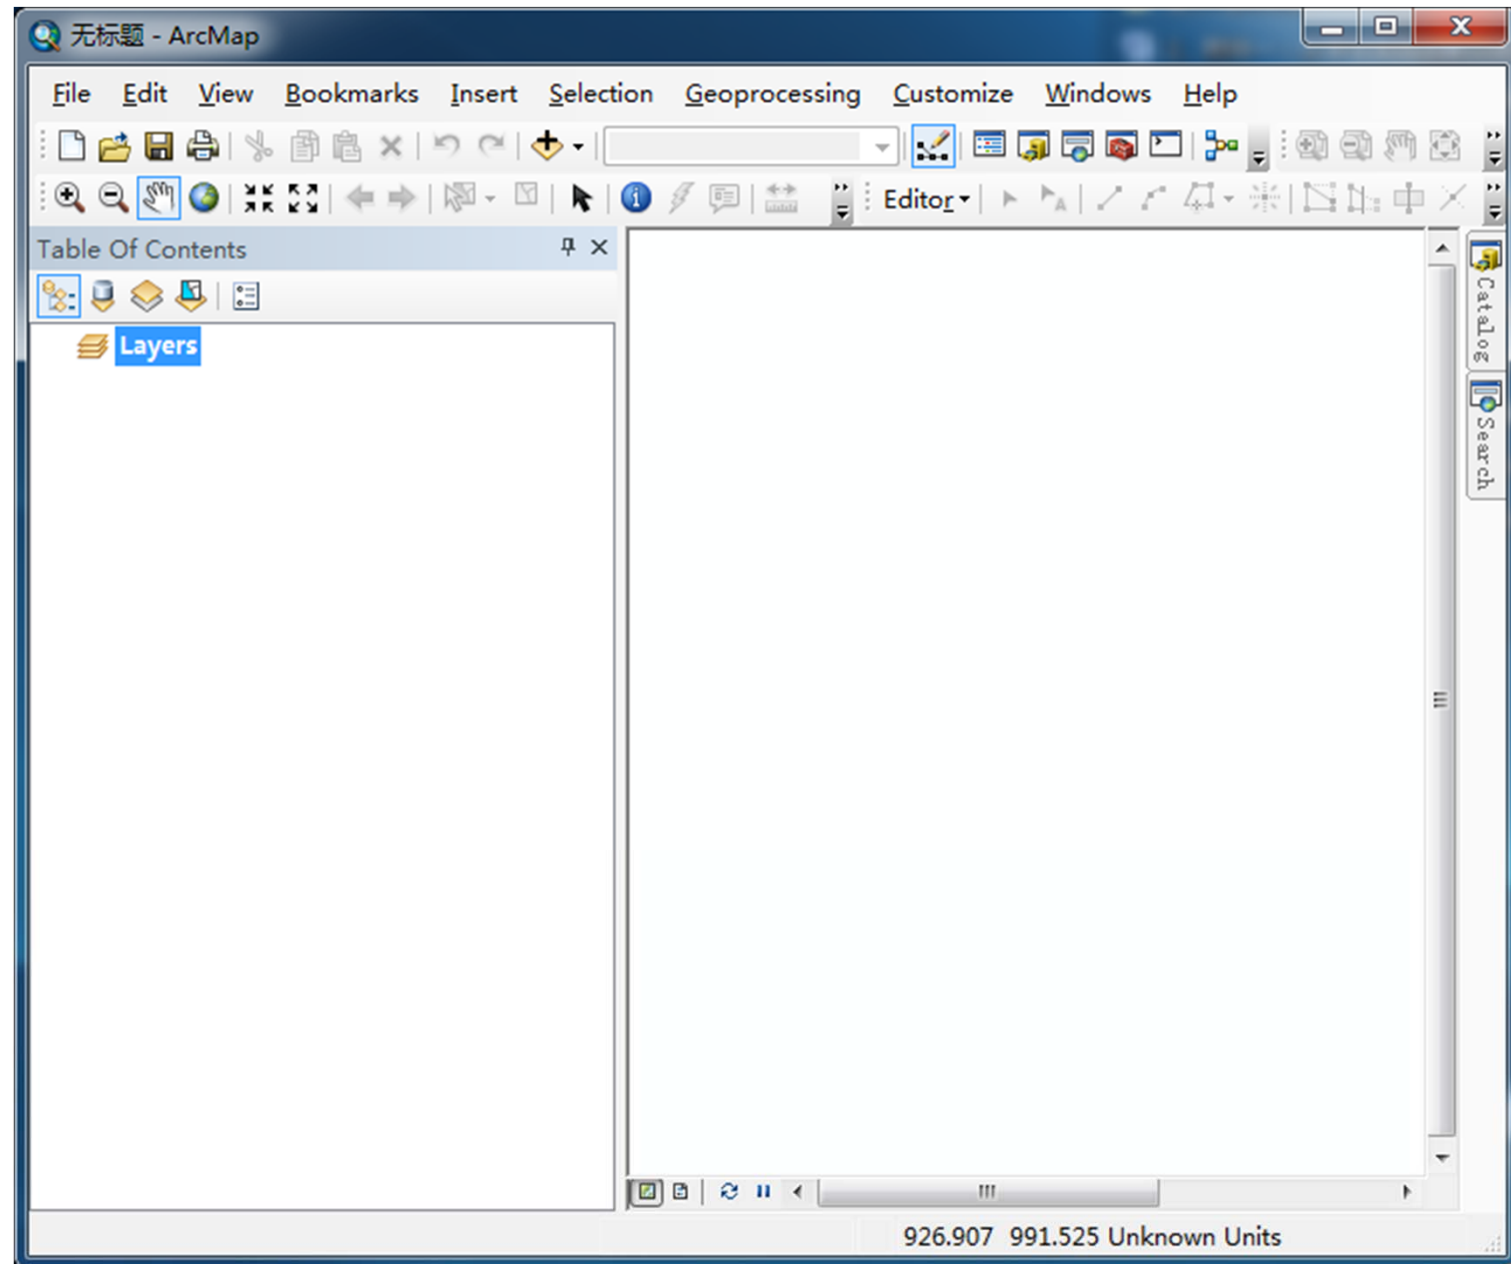 无标题 - ArcMap
File Edit View Bookmarks Insert Selection Geoprocessing Customize Windows Help
Editor
Table Of Contents
Layers
Catalog
Search
926.907 991.525 Unknown Units